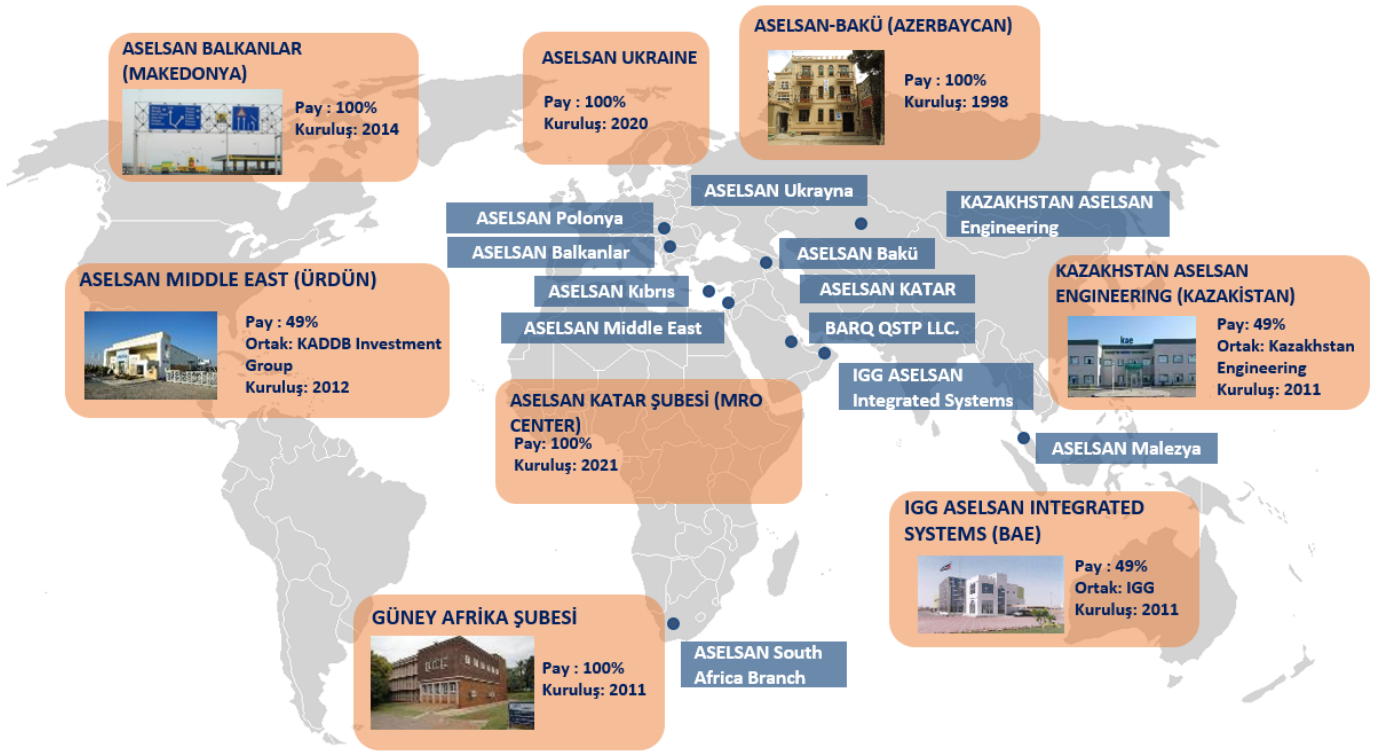 ASELSAN BALKANLAR
(MAKEDONYA)
Pay : 100%
Kuruluş: 2014
ASELSAN UKRAINE
Pay : 100%
Kuruluş: 2020
ASELSAN-BAKÜ (AZERBAYCAN)
Pay : 100%
Kuruluş: 1998
ASELSAN Ukrayna
KAZAKHSTAN ASELSAN
Engineering
ASELSAN Polonya
ASELSAN Balkanlar
ASELSAN Bakü
ASELSAN Kıbrıs
ASELSAN KATAR
ASELSAN Middle East
BARQ QSTP LLC.
IGG ASELSAN
Integrated Systems
ASELSAN MIDDLE EAST (ÜRDÜN)
Pay : 49%
Ortak: KADDB Investment
Group
Kuruluş: 2012
KAZAKHSTAN ASELSAN
ENGINEERING (KAZAKİSTAN)
kae
Pay: 49%
Ortak: Kazakhstan
Engineering
Kuruluş: 2011
ASELSAN KATAR ŞUBESİ (MRO
CENTER)
Pay: 100%
Kuruluş: 2021
ASELSAN Malezya
IGG ASELSAN INTEGRATED
SYSTEMS (BAE)
Pay : 49%
Ortak: IGG
Kuruluş: 2011
GÜNEY AFRİKA ŞUBESİ
Pay : 100%
Kuruluş: 2011
ASELSAN South
Africa Branch